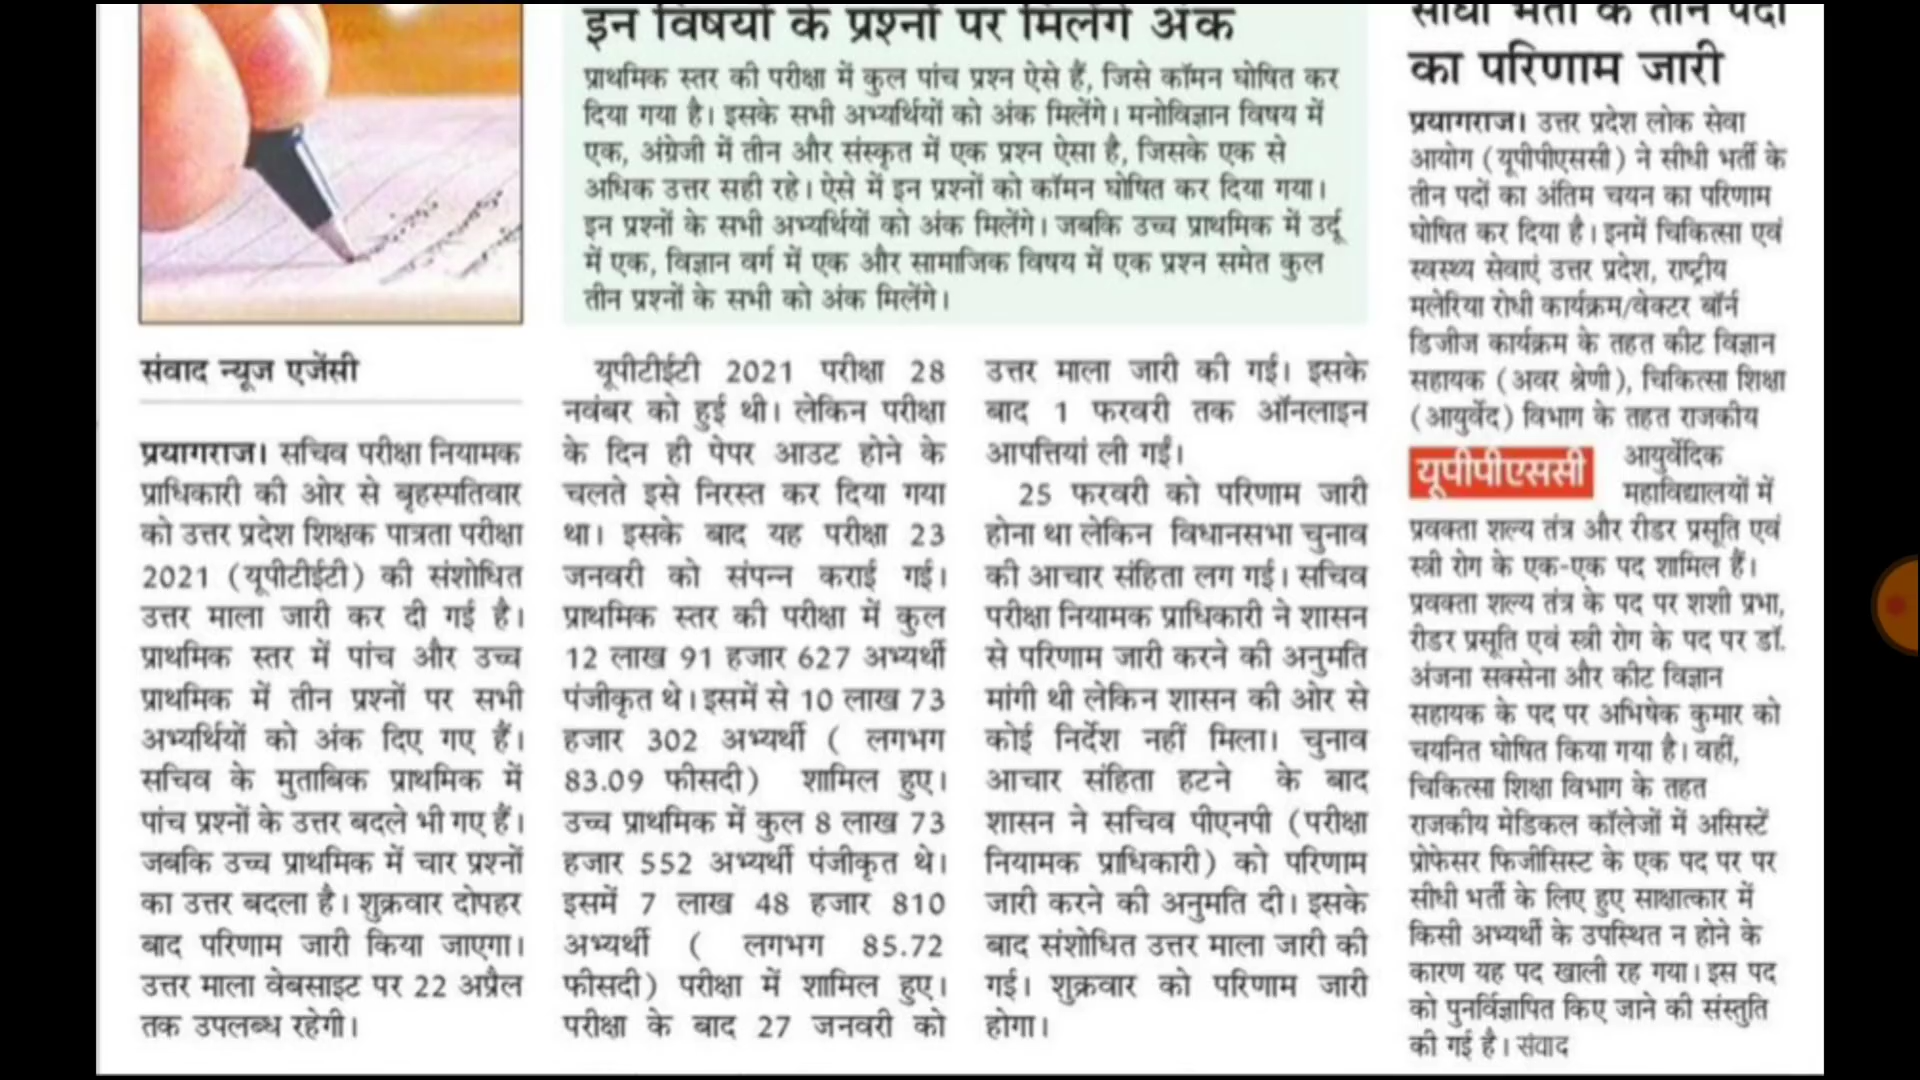 इन विषयों के प्रश्नों पर मिलेंगे अंक
प्राथमिक स्तर की परीक्षा में कुल पांच प्रश्न ऐसे हैं, जिसे कॉमन घोषित कर
दिया गया है। इसके सभी अभ्यर्थियों को अंक मिलेंगे। मनोविज्ञान विषय में
एक, अंग्रेजी में तीन और संस्कृत में एक प्रश्न ऐसा है, जिसके एक से
अधिक उत्तर सही रहे। ऐसे में इन प्रश्नों को कॉमन घोषित कर दिया गया।
इन प्रश्नों के सभी अभ्यर्थियों को अंक मिलेंगे। जबकि उच्च प्राथमिक में उर्दू
में एक, विज्ञान वर्ग में एक और सामाजिक विषय में एक प्रश्न समेत कुल
तीन प्रश्नों के सभी को अंक मिलेंगे।
संवाद न्यूज एजेंसी
प्रयागराज। सचिव परीक्षा नियामक
प्राधिकारी की ओर से बृहस्पतिवार
को उत्तर प्रदेश शिक्षक पात्रता परीक्षा
2021 (यूपीटीईटी) की संशोधित
उत्तर माला जारी कर दी गई है।
प्राथमिक स्तर में पांच और उच्च
प्राथमिक में तीन प्रश्नों पर सभी
अभ्यर्थियों को अंक दिए गए हैं।
सचिव के मुताबिक प्राथमिक में
पांच प्रश्नों के उत्तर बदले भी गए हैं।
जबकि उच्च प्राथमिक में चार प्रश्नों
का उत्तर बदला है। शुक्रवार दोपहर
बाद परिणाम जारी किया जाएगा।
उत्तर माला वेबसाइट पर 22 अप्रैल
तक उपलब्ध रहेगी।
यूपीटीईटी 2021 परीक्षा 28
नवंबर को हुई थी। लेकिन परीक्षा
के दिन ही पेपर आउट होने के
चलते इसे निरस्त कर दिया गया
था। इसके बाद यह परीक्षा 23
जनवरी को संपन्न कराई गई।
प्राथमिक स्तर की परीक्षा में कुल
12 लाख 91 हजार 627 अभ्यर्थी
पंजीकृत थे। इसमें से 10 लाख 73
हजार 302 अभ्यर्थी ( लगभग
83.09 फीसदी) शामिल हुए।
उच्च प्राथमिक में कुल 8 लाख 73
हजार 552 अभ्यर्थी पंजीकृत थे।
इसमें 7 लाख 48 हजार 810
अभ्यर्थी ( लगभग 85.72
फीसदी) परीक्षा में शामिल हुए।
परीक्षा के बाद 27 जनवरी को
उत्तर माला जारी की गई। इसके
बाद 1 फरवरी तक ऑनलाइन
आपत्तियां ली गईं।
25 फरवरी को परिणाम जारी
होना था लेकिन विधानसभा चुनाव
की आचार संहिता लग गई। सचिव
परीक्षा नियामक प्राधिकारी ने शासन
से परिणाम जारी करने की अनुमति
मांगी थी लेकिन शासन की ओर से
कोई निर्देश नहीं मिला। चुनाव
आचार संहिता हटने के बाद
शासन ने सचिव पीएनपी (परीक्षा
नियामक प्राधिकारी) को परिणाम
जारी करने की अनुमति दी। इसके
बाद संशोधित उत्तर माला जारी की
गई। शुक्रवार को परिणाम जारी
होगा।
सीधी भर्ती के तीन पदों
का परिणाम जारी
प्रयागराज। उत्तर प्रदेश लोक सेवा
आयोग (यूपीपीएससी) ने सीधी भर्ती के
तीन पदों का अंतिम चयन का परिणाम
घोषित कर दिया है। इनमें चिकित्सा एवं
स्वस्थ्य सेवाएं उत्तर प्रदेश, राष्ट्रीय
मलेरिया रोधी कार्यक्रम/वेक्टर बॉर्न
डिजीज कार्यक्रम के तहत कीट विज्ञान
सहायक (अवर श्रेणी), चिकित्सा शिक्षा
(आयुर्वेद) विभाग के तहत राजकीय
यूपीपीएससी
आयुर्वेदिक
महाविद्यालयों में
प्रवक्ता शल्य तंत्र और रीडर प्रसूति एवं
स्त्री रोग के एक-एक पद शामिल हैं।
प्रवक्ता शल्य तंत्र के पद पर शशी प्रभा,
रीडर प्रसूति एवं स्त्री रोग के पद पर डॉ.
अंजना सक्सेना और कीट विज्ञान
सहायक के पद पर अभिषेक कुमार को
चयनित घोषित किया गया है। वहीं,
चिकित्सा शिक्षा विभाग के तहत
राजकीय मेडिकल कॉलेजों में असिस्टें
प्रोफेसर फिजीसिस्ट के एक पद पर पर
सीधी भर्ती के लिए हुए साक्षात्कार में
किसी अभ्यर्थी के उपस्थित न होने के
कारण यह पद खाली रह गया। इस पद
को पुनर्विज्ञापित किए जाने की संस्तुति
की गई है। संवाद